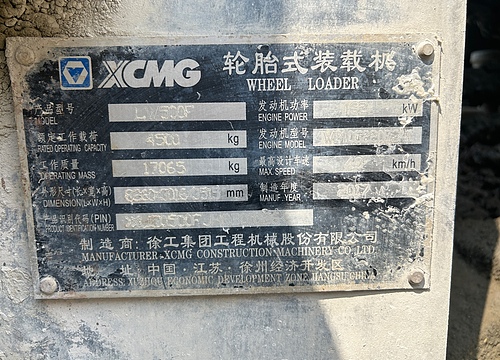 XCMG 轮胎式装载机
WHEEL LOADER
产品型号 发动机功率 kW
MODEL ENGINE POWER
额定工作载荷 4500 kg 发动机型号
RATED OPERATING CAPACITY ENGINE MODEL
工作质量 17065 kg 最高设计车速 km/h
OPERATING MASS MAX. SPEED
外形尺寸(长×宽×高) mm 制造年度
DIMENSION(L×W×H) MANUF. YEAR
产品识别代码(PIN)
PRODUCT IDENTIFICATION NUMBER
制造商:徐工集团工程机械股份有限公司
MANUFACTURER:XCMG CONSTRUCTION MACHINERY CO.,LTD.
地 址:中国·江苏·徐州经济开发区
ADDRESS: XUZHOU ECONOMIC DEVELOPMENT ZONE JIANGSU CHINA